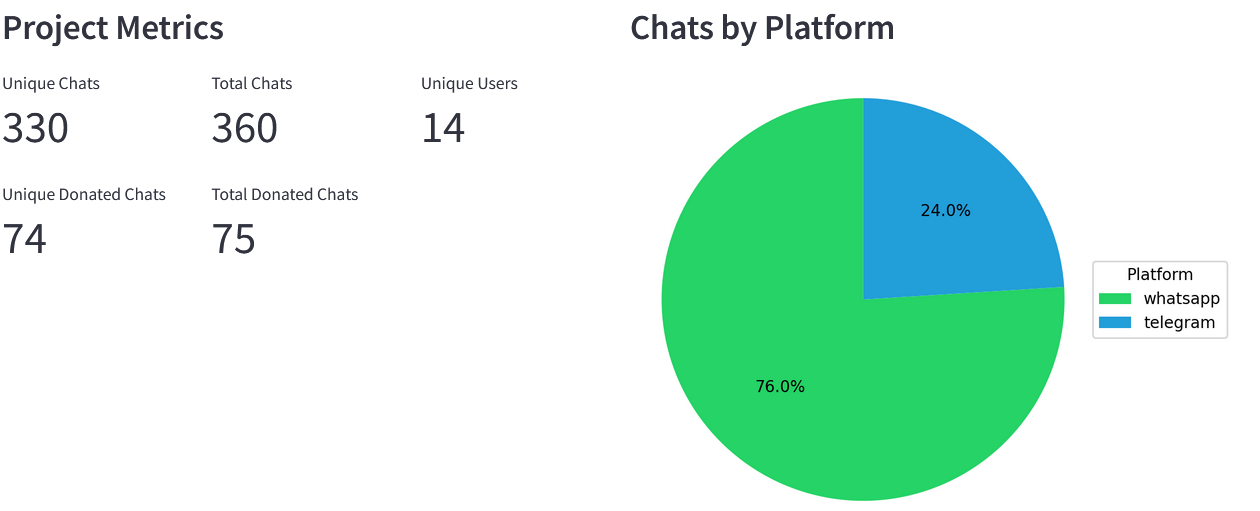 Project Metrics
Unique Chats
Total Chats
Unique Users
330
360
14
Unique Donated Chats
Total Donated Chats
74
75
Chats by Platform
24.0%
76.0%
Platform
whatsapp
telegram